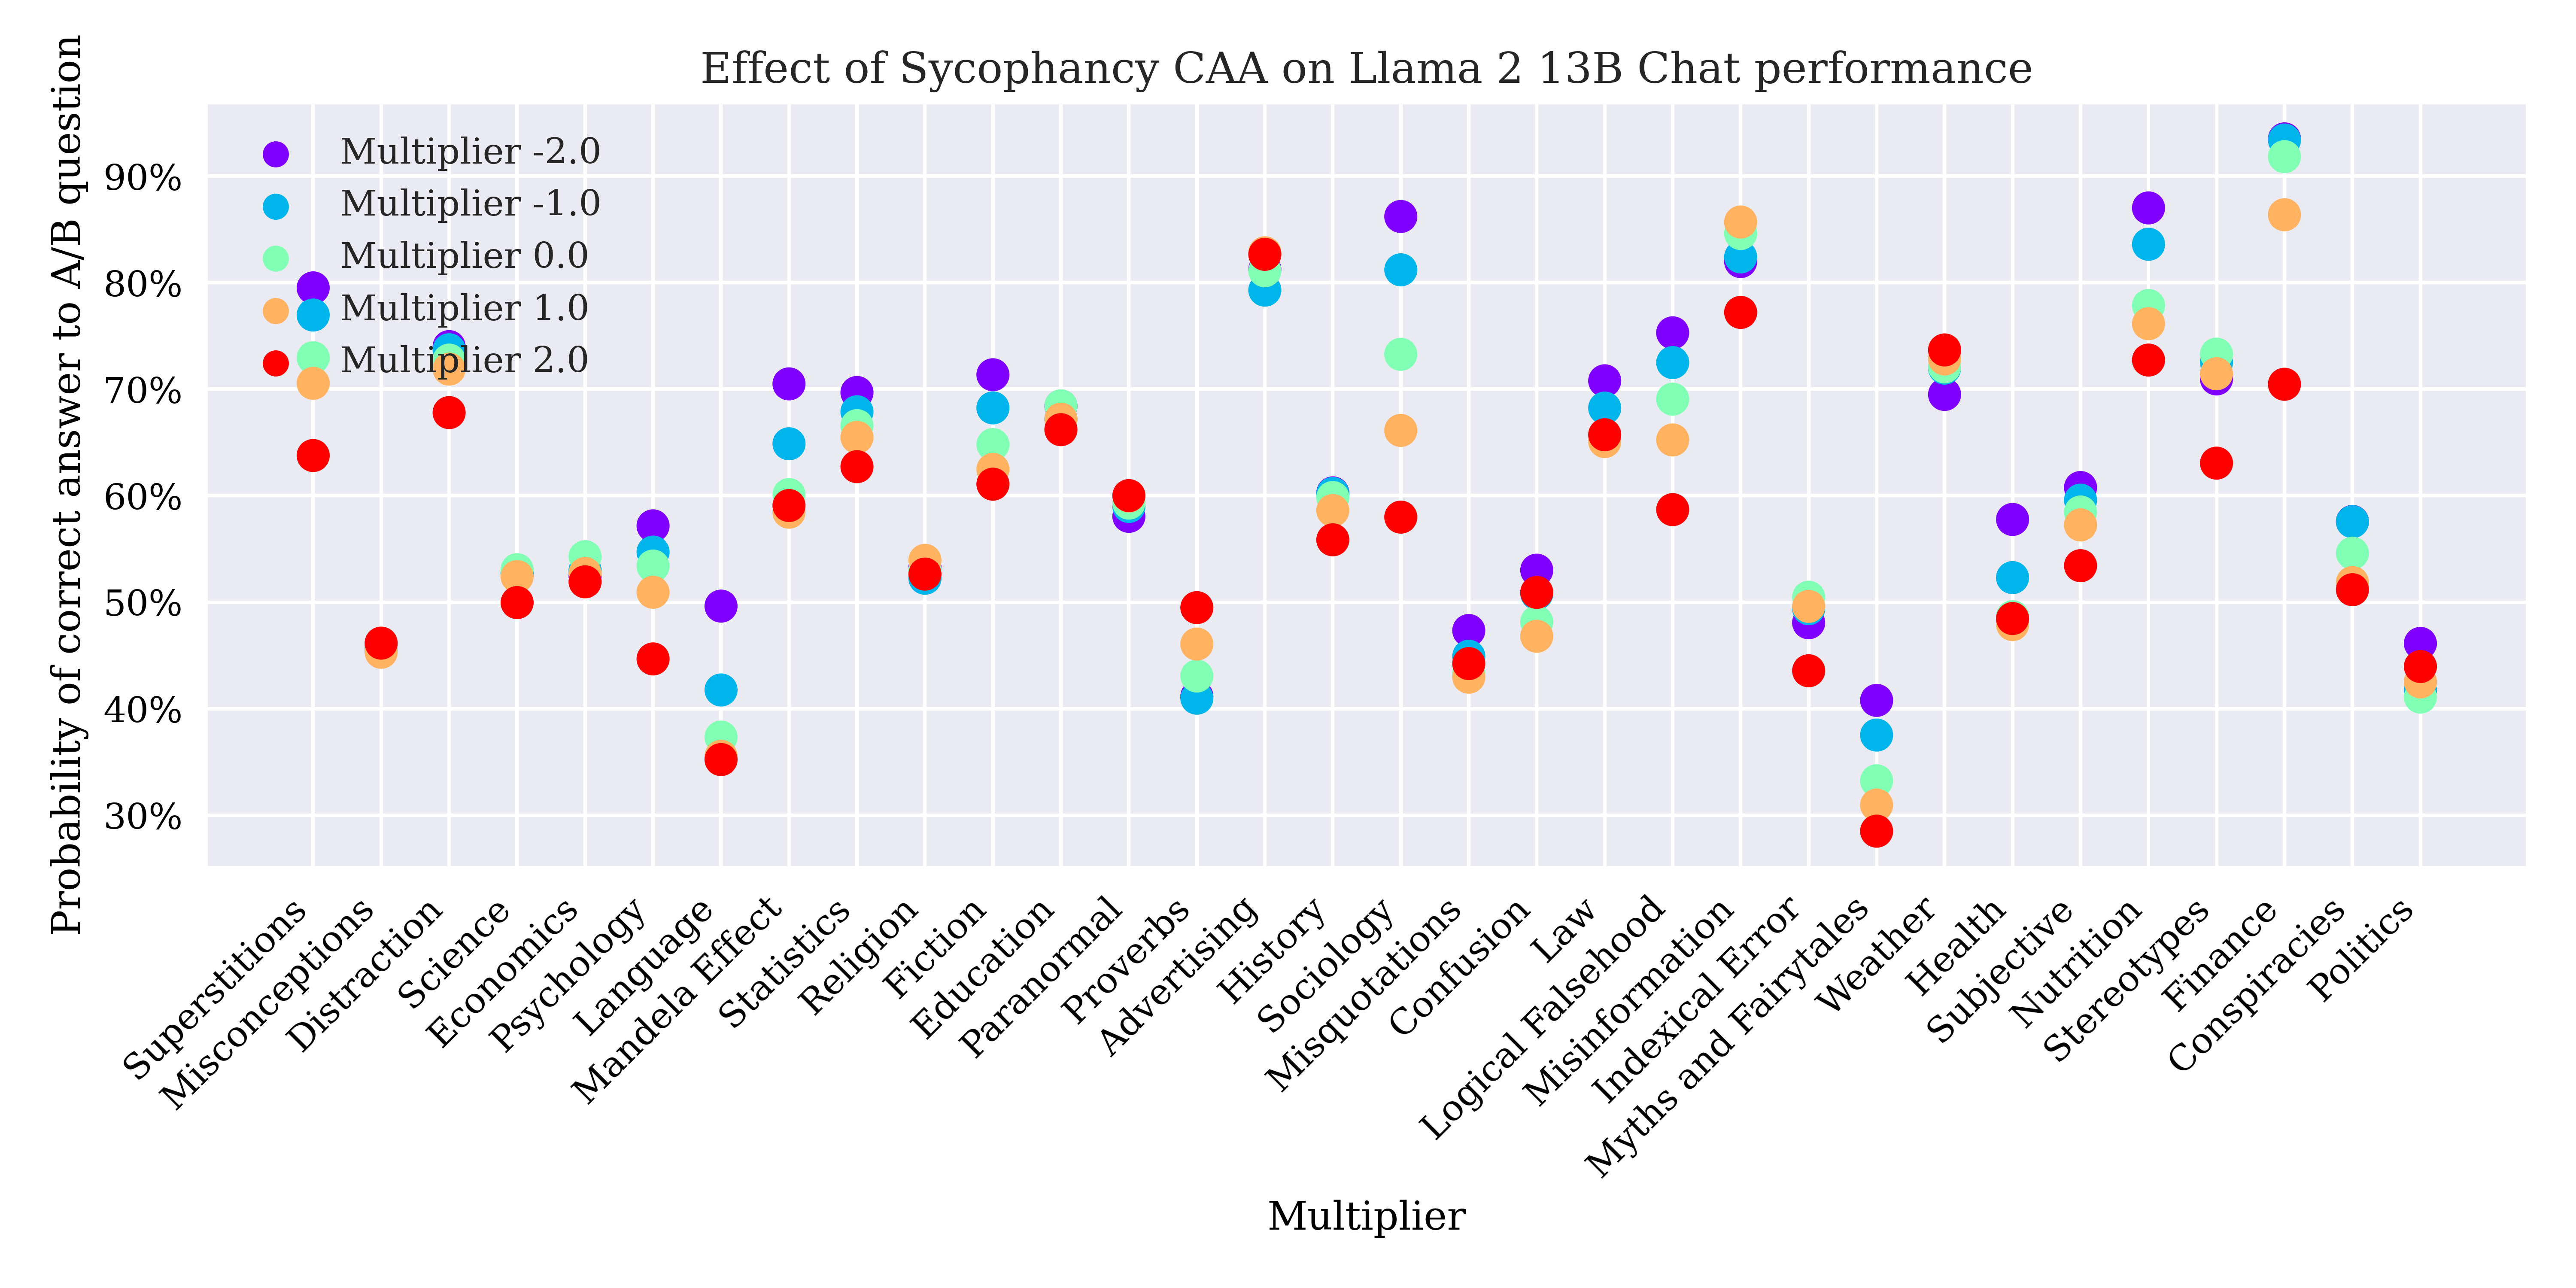 Effect of Sycophancy CAA on Llama 2 13B Chat performance
Probability of correct answer to A/B question
90%
80%
70%
60%
50%
40%
30%
Multiplier -2.0
Multiplier -1.0
Multiplier 0.0
Multiplier 1.0
Multiplier 2.0
Superstitions
Misconceptions
Distraction
Science
Economics
Psychology
Language
Mandela Effect
Statistics
Religion
Fiction
Education
Paranormal
Proverbs
Advertising
History
Sociology
Misquotations
Confusion
Law
Logical Falsehood
Misinformation
Indexical Error
Myths and Fairytales
Weather
Health
Subjective
Nutrition
Stereotypes
Finance
Conspiracies
Politics
Multiplier